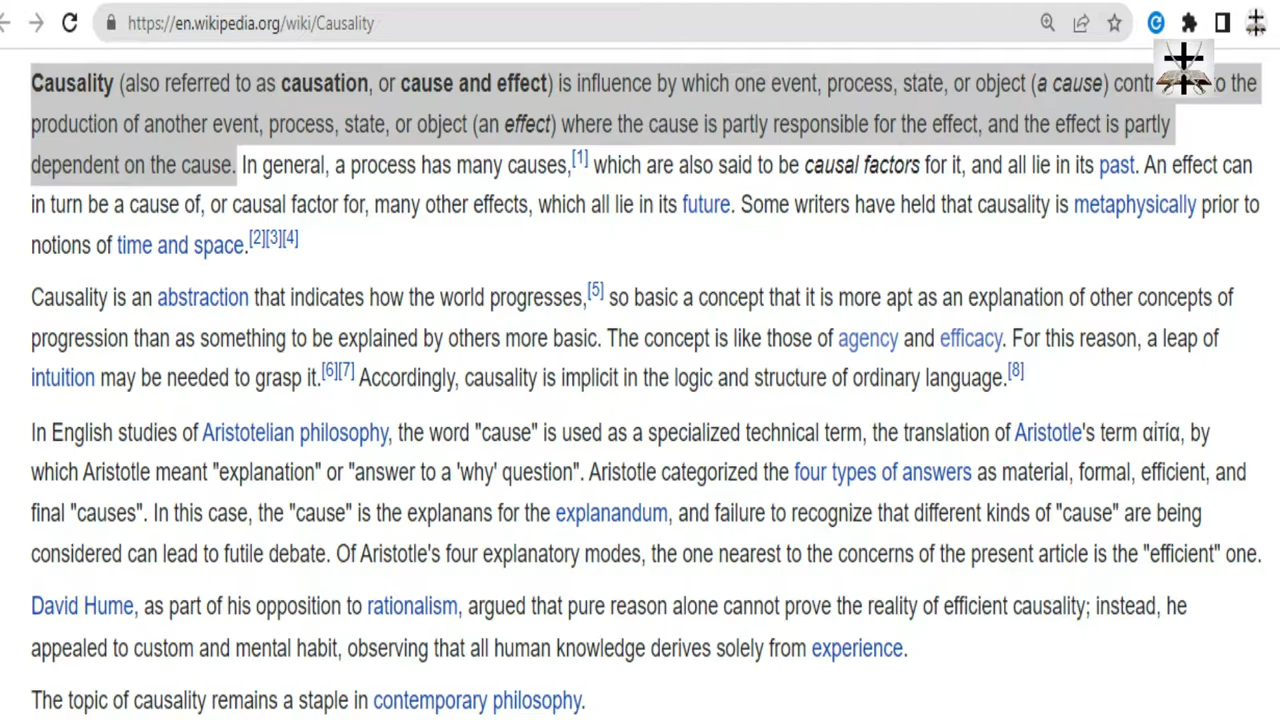 https://en.wikipedia.org/wiki/Causality
Causality (also referred to as causation, or cause and effect) is influence by which one event, process, state, or object (a cause) the
production of another event, process, state, or object (an effect) where the cause is partly responsible for the effect, and the effect is partly
dependent on the cause. In general, a process has many causes,[1] which are also said to be causal factors for it, and all lie in its past. An effect can
in turn be a cause of, or causal factor for, many other effects, which all lie in its future. Some writers have held that causality is metaphysically prior to
notions of time and space.[2][3][4]
Causality is an abstraction that indicates how the world progresses,[5] so basic a concept that it is more apt as an explanation of other concepts of
progression than as something to be explained by others more basic. The concept is like those of agency and efficacy. For this reason, a leap of
intuition may be needed to grasp it.[6][7] Accordingly, causality is implicit in the logic and structure of ordinary language.[8]
In English studies of Aristotelian philosophy, the word "cause" is used as a specialized technical term, the translation of Aristotle's term αἰτία, by
which Aristotle meant "explanation" or "answer to a 'why' question". Aristotle categorized the four types of answers as material, formal, efficient, and
final "causes". In this case, the "cause" is the explanans for the explanandum, and failure to recognize that different kinds of "cause" are being
considered can lead to futile debate. Of Aristotle's four explanatory modes, the one nearest to the concerns of the present article is the "efficient" one.
David Hume, as part of his opposition to rationalism, argued that pure reason alone cannot prove the reality of efficient causality; instead, he
appealed to custom and mental habit, observing that all human knowledge derives solely from experience.
The topic of causality remains a staple in contemporary philosophy.